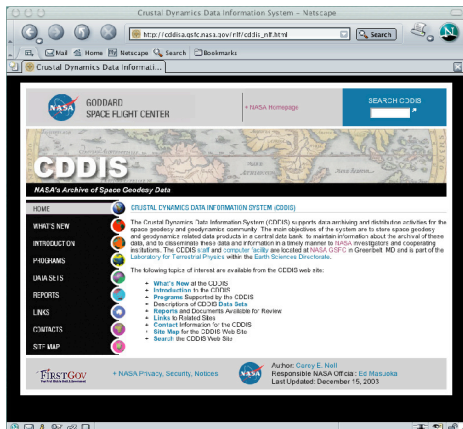 Crustal Dynamics Data Information System - Netscape
http://cddisa.gsfc.nasa.gov/nlf/cddis_nlf.html
Search
Mail
Home
My Netscape
Search
Bookmarks
Crustal Dynamics Data Informati...
NASA
GODDARD
SPACE FLIGHT CENTER
+ NASA Homepage
SEARCH CDDIS
CDDIS
NASA's Archive of Space Geodesy Data
HOME
WHAT'S NEW
INTRODUCTION
PROGRAMS
DATA SETS
REPORTS
LINKS
CONTACTS
SITE MAP
CRUSTAL DYNAMICS DATA INFORMATION SYSTEM (CDDIS)
The Crustal Dynamics Data Information System (CDDIS) supports data archiving and distribution activities for the
space geodesy and geodynamics community. The main objectives of the system are to store space geodesy
and geodynamics related data products in a central data bank, to maintain information about the archival of these
data, and to disseminate these data and information in a timely manner to NASA investigators and cooperating
institutions. The CDDIS staff and computer facility are located at NASA GSFC in Greenbelt, MD and is part of the
Laboratory for Terrestrial Physics within the Earth Sciences Directorate.
The following topics of interest are available from the CDDIS web site:
What's New at the CDDIS
Introduction to the CDDIS
Programs Supported by the CDDIS
Descriptions of CDDIS Data Sets
Reports and Documents Available for Review
Links to Related Sites
Contact Information for the CDDIS
Site Map for the CDDIS Web Site
Search the CDDIS Web Site
FIRSTGOV
+ NASA Privacy, Security, Notices
Author: Carey E. Noll
Responsible NASA Official: Ed Masuoka
Last Updated: December 15, 2003